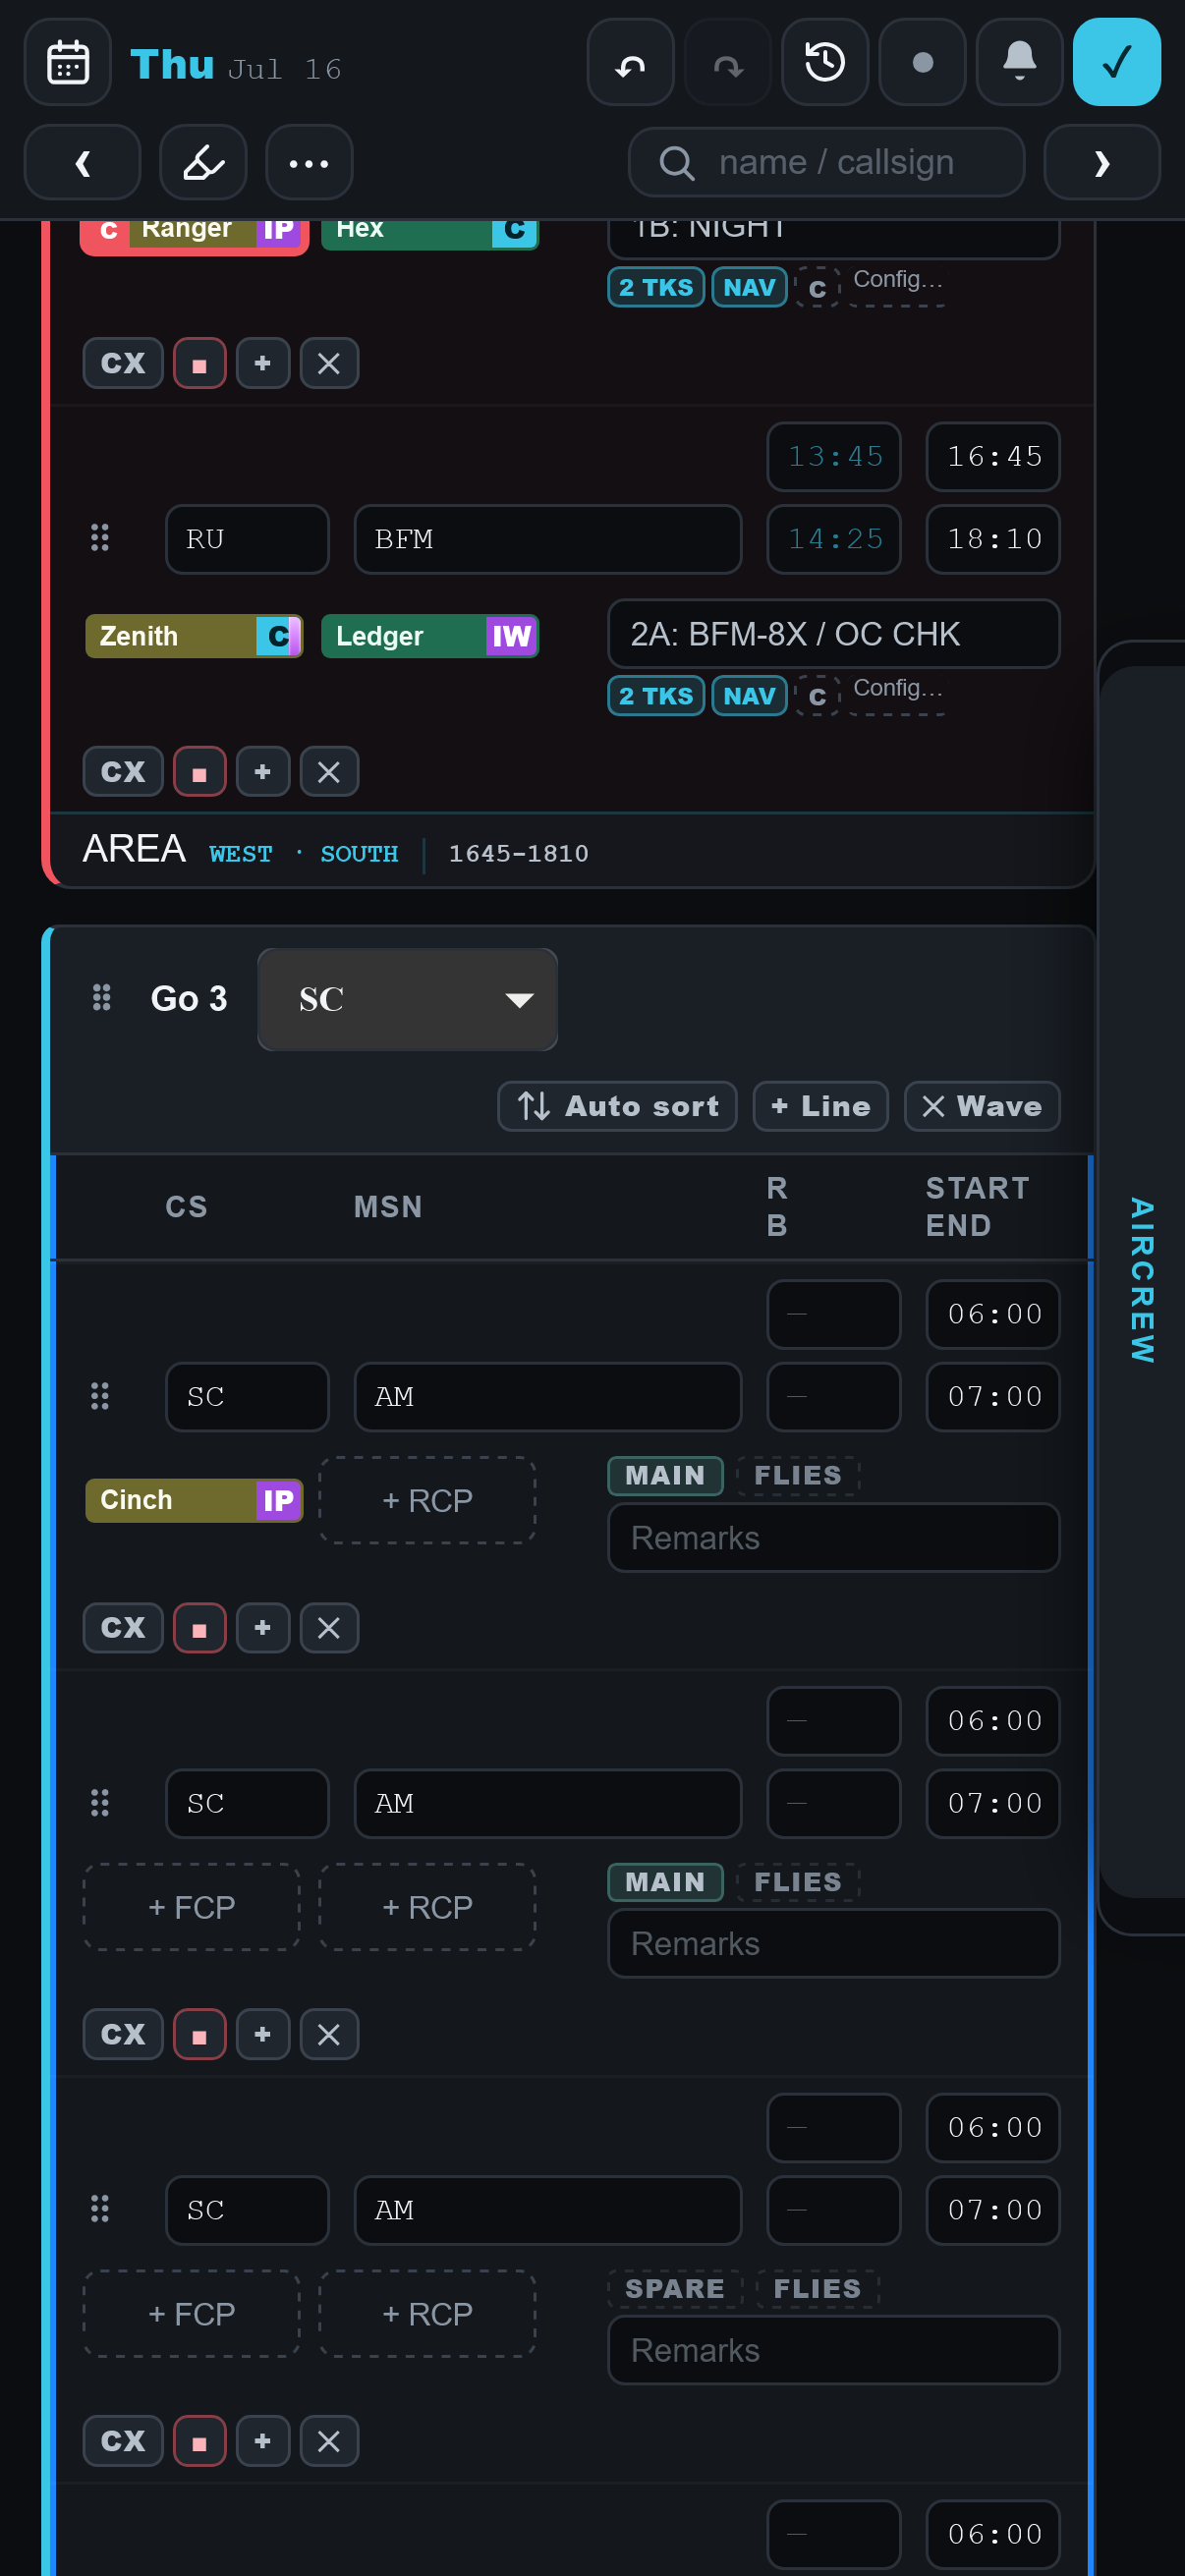 Thu Jul 16
name / callsign
C Ranger IP Hex C 1B: NIGHT
2 TKS NAV C Config...
CX +
13:45 16:45
RU BFM 14:25 18:10
Zenith C Ledger IW 2A: BFM-8X / OC CHK
2 TKS NAV C Config...
CX +
AREA WEST · SOUTH 1645-1810
Go 3 SC
Auto sort + Line × Wave
CS MSN R START
B END
AIRCREW
— 06:00
SC AM — 07:00
Cinch IP + RCP MAIN FLIES
Remarks
CX +
— 06:00
SC AM — 07:00
+ FCP + RCP MAIN FLIES
Remarks
CX +
— 06:00
SC AM — 07:00
+ FCP + RCP SPARE FLIES
Remarks
CX +
— 06:00